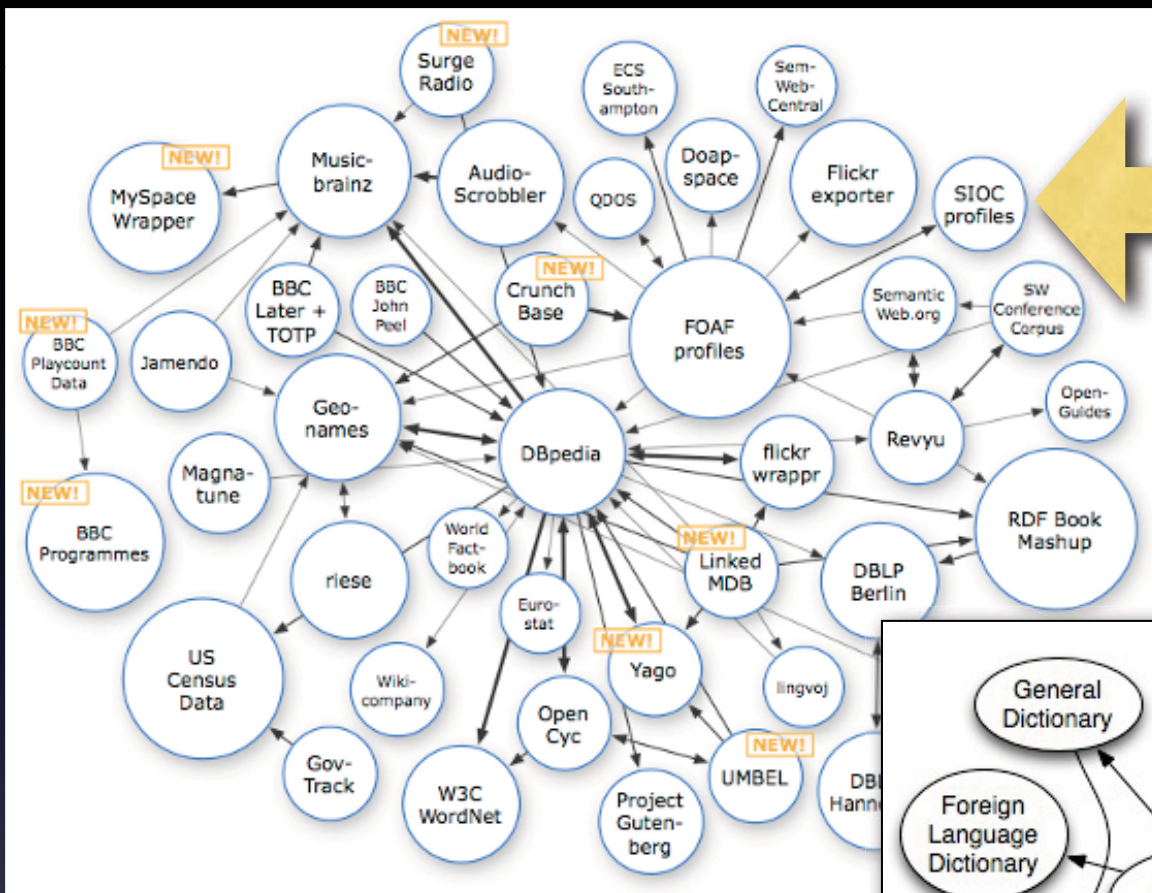 NEW!
Surge
Radio
ECS
South-
ampton
Sem-
Web-
Central
NEW!
MySpace
Wrapper
Music-
brainz
Audio-
Scrobbler
QDOS
Doap-
space
Flickr
exporter
SIOC
profiles
NEW!
BBC
Playcount
Data
Jamendo
BBC
Later +
TOTP
BBC
John
Peel
NEW!
Crunch
Base
FOAF
profiles
Semantic
Web.org
SW
Conference
Corpus
Geo-
names
DBpedia
flickr
wrappr
Revyu
Open-
Guides
Magna-
tune
NEW!
BBC
Programmes
riese
World
Fact-
book
NEW!
Linked
MDB
DBLP
Berlin
RDF Book
Mashup
US
Census
Data
Euro-
stat
NEW!
Yago
lingvoj
Wiki-
company
Open
Cyc
Gov-
Track
W3C
WordNet
Project
Guten-
berg
NEW!
UMBEL
General
Dictionary
Foreign
Language
Dictionary